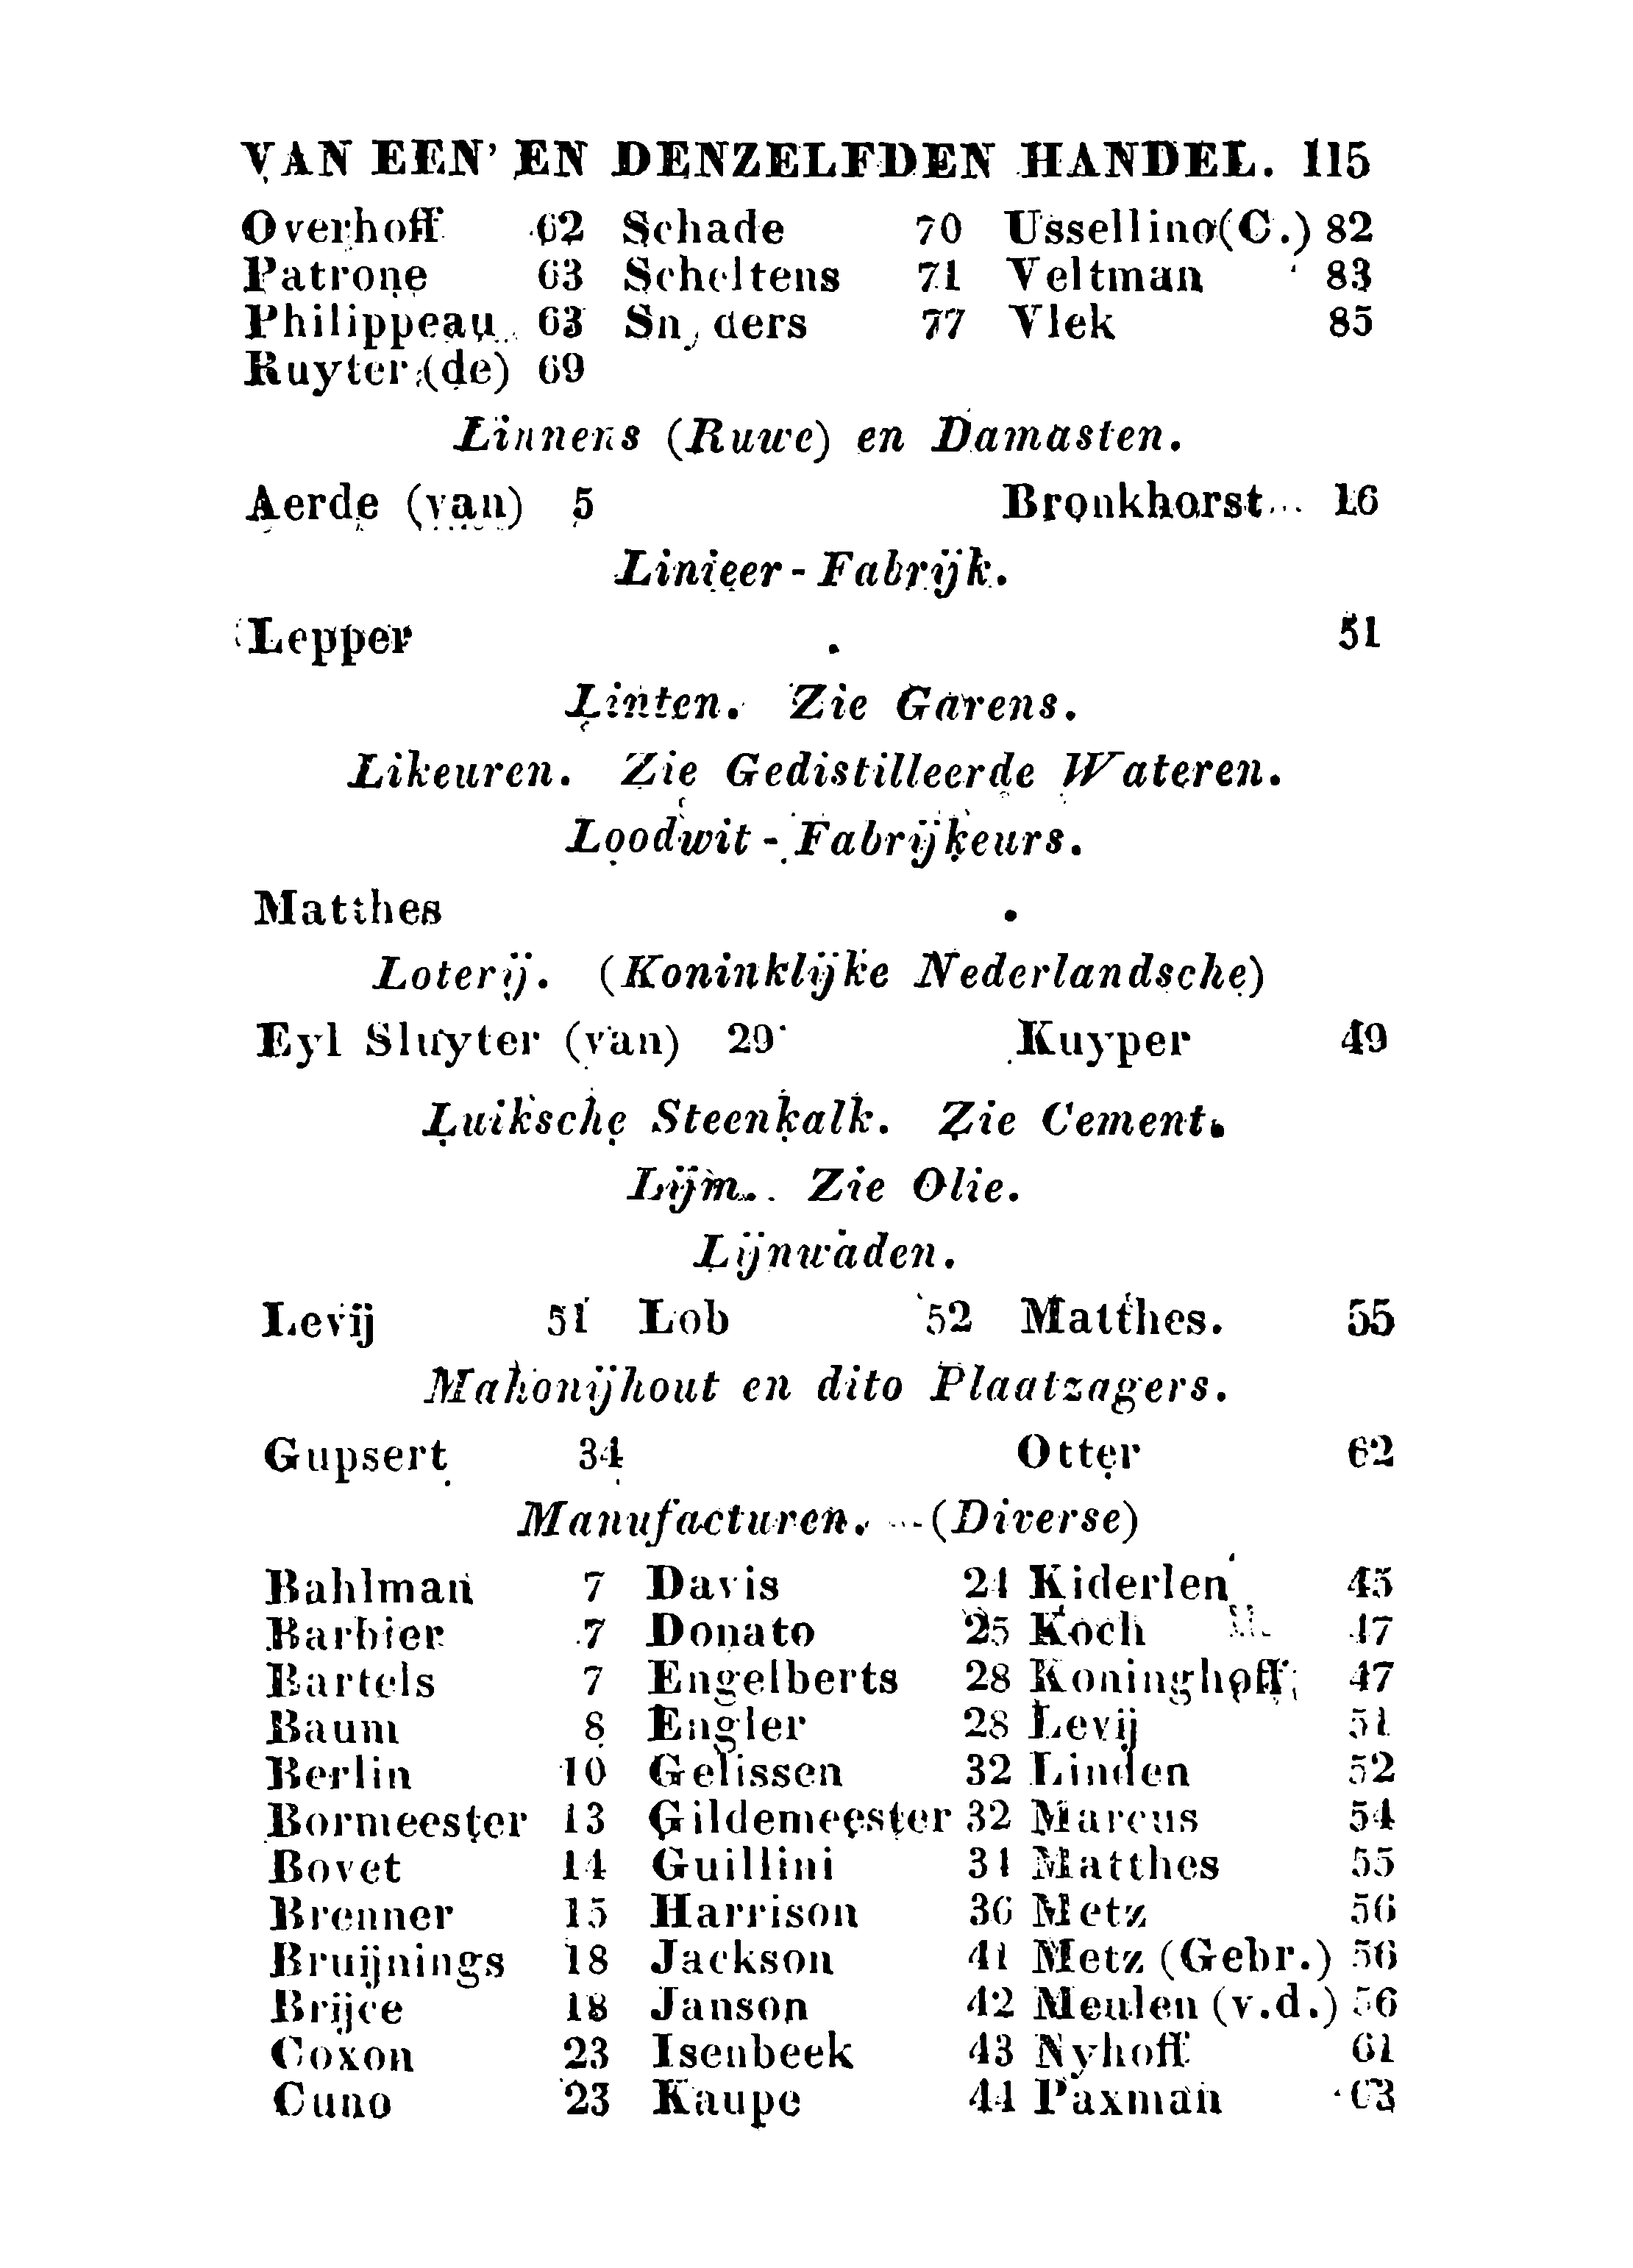 VAN EEN' EN DENZELFDEN HANDEL. 115
Overhoff 62 Schade 70 Ussellino (C.) 82
Patrone 63 Scheltens 71 Veltman 83
Philippeau 63 Snyders 77 Vlek 85
Ruyter (de) 69
Linnens (Ruwe) en Damasten.
Aerde (van) 5 Bronkhorst 16
Linieer-Fabrijk.
Lepper 51
Linten. Zie Garens.
Likeuren. Zie Gedistilleerde Wateren.
Loodwit-Fabrijkeurs.
Matthes
Loterij. (Koninklijke Nederlandsche)
Eyl Sluyter (van) 29 Kuyper 49
Luiksche Steenkalk. Zie Cement.
Lijm. Zie Olie.
Lijnwaden.
Levij 51 Lob 52 Matthes. 55
Mahonijhout en dito Plaatzagers.
Gupsert 34 Otter 62
Manufacturen. (Diverse)
Bahlman 7 Davis 24 Kiderlen 45
Barbier 7 Donato 25 Koch 47
Bartels 7 Engelberts 28 Koninghoff 47
Baum 8 Engler 28 Levij 51
Berlin 10 Gelissen 32 Linden 52
Bormeester 13 Gildemeester 32 Marcus 54
Bovet 14 Guillini 34 Matthes 55
Brenner 15 Harrison 36 Metz 56
Bruijnings 18 Jackson 41 Metz (Gebr.) 56
Brijce 18 Janson 42 Meulen (v.d.) 56
Coxon 23 Isenbeek 43 Nyhoff 61
Cuno 23 Kaupe 44 Paxman 63